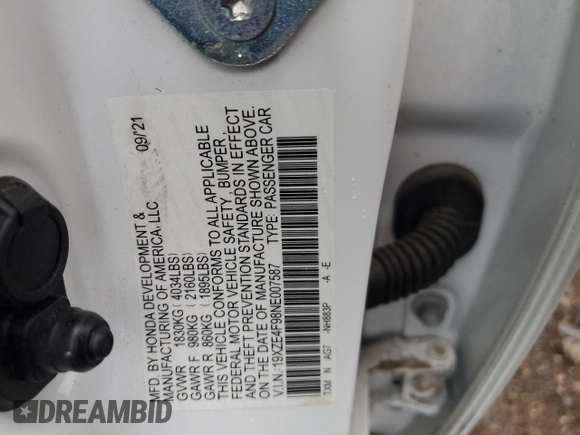 MFD. BY HONDA DEVELOPMENT & 09/21
MANUFACTURING OF AMERICA, LLC
GVWR 1830KG (4034LBS)
GAWR F 980KG (2160LBS)
GAWR R 860KG (1895LBS)
THIS VEHICLE CONFORMS TO ALL APPLICABLE
FEDERAL MOTOR VEHICLE SAFETY, BUMPER,
AND THEFT PREVENTION STANDARDS IN EFFECT
ON THE DATE OF MANUFACTURE SHOWN ABOVE.
V.I.N.: 19XZE4F98NE007587 TYPE: PASSENGER CAR
TXM N AG7 -NH883P -A -E
DREAMBID